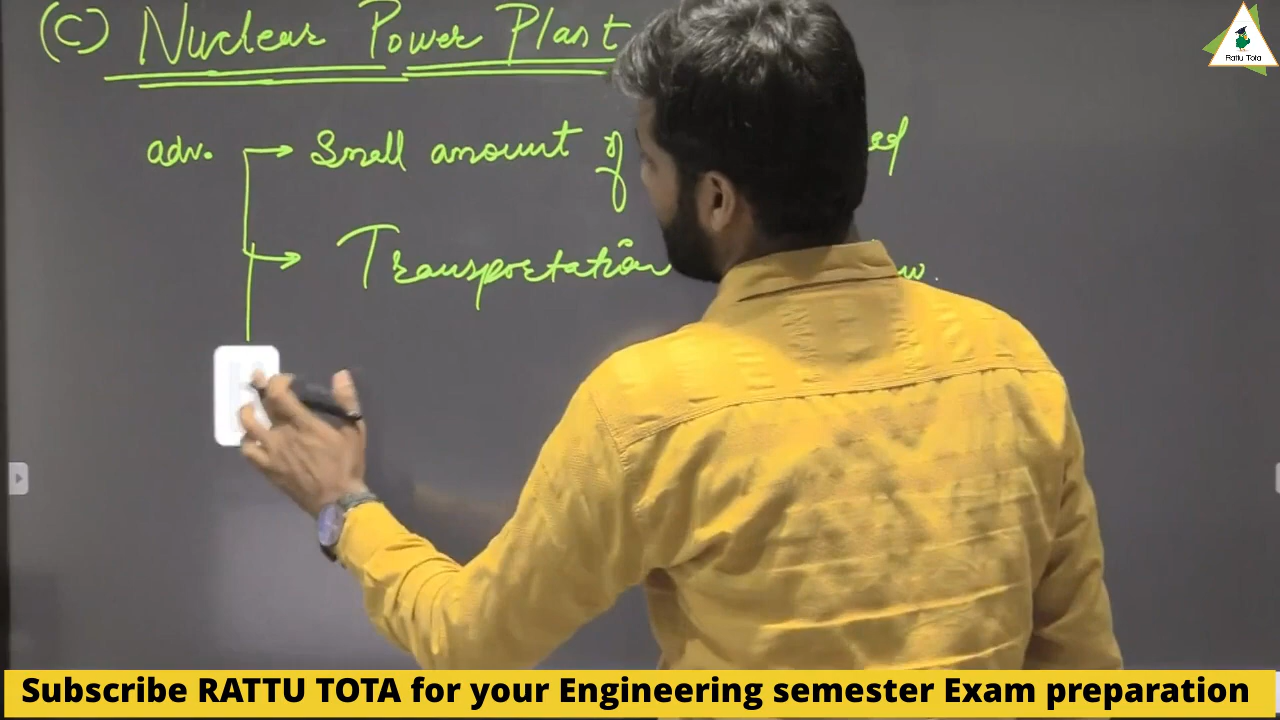 (C) Nuclear Power Plant
Rattu Tota
adv. → Small amount of
→ Transportation
Subscribe RATTU TOTA for your Engineering semester Exam preparation